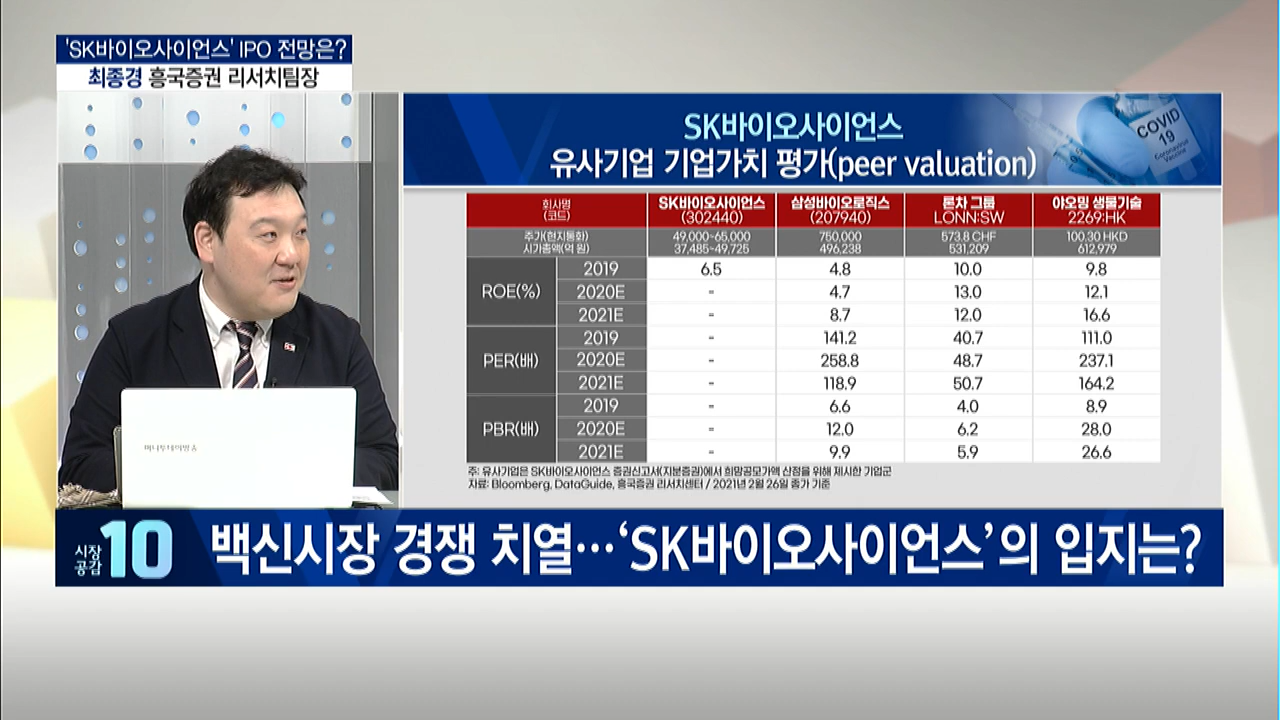 'SK바이오사이언스' IPO 전망은?
최종경 흥국증권 리서치팀장
COVID
19
Coronavirus
Vaccine
SK바이오사이언스
유사기업 기업가치 평가(peer valuation)
회사명 (코드) SK바이오사이언스 (302440) 삼성바이오로직스 (207940) 론차 그룹 LONN:SW 야오밍 생물기술 2269:HK
주가(현지통화) 49,000~65,000 750,000 573.8 CHF 100.30 HKD
시가총액(억 원) 37,485~49,725 496,238 531,209 612,979
ROE(%) 2019 6.5 4.8 10.0 9.8
2020E - 4.7 13.0 12.1
2021E - 8.7 12.0 16.6
PER(배) 2019 - 141.2 40.7 111.0
2020E - 258.8 48.7 237.1
2021E - 118.9 50.7 164.2
PBR(배) 2019 - 6.6 4.0 8.9
2020E - 12.0 6.2 28.0
2021E - 9.9 5.9 26.6
주: 유사기업은 SK바이오사이언스 증권신고서(지분증권)에서 희망공모가액 산정을 위해 제시한 기업군
자료: Bloomberg, DataGuide, 흥국증권 리서치센터 / 2021년 2월 26일 종가 기준
머니투데이방송
시장공감 10
백신시장 경쟁 치열…‘SK바이오사이언스’의 입지는?